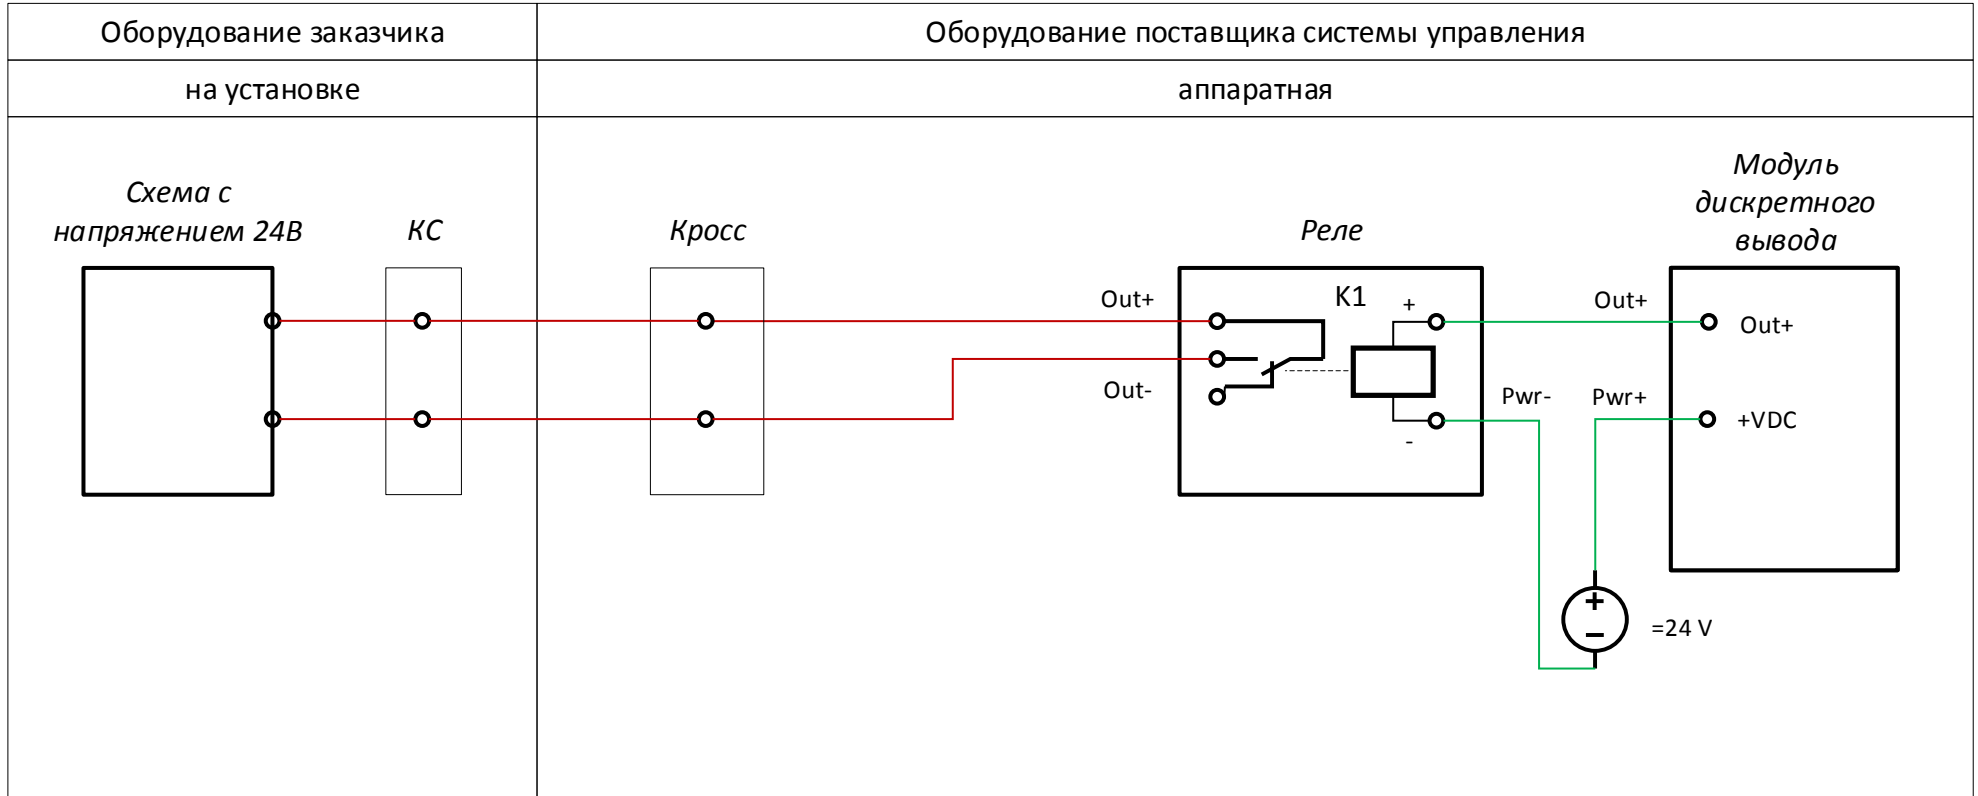 Оборудование заказчика
Оборудование поставщика системы управления
на установке
аппаратная
Схема с
напряжением 24В
КС
Кросс
Реле
Модуль
дискретного
вывода
Out+
Out-
K1
+
-
Out+
Pwr-
Pwr+
Out+
+VDC
+
−
=24 V